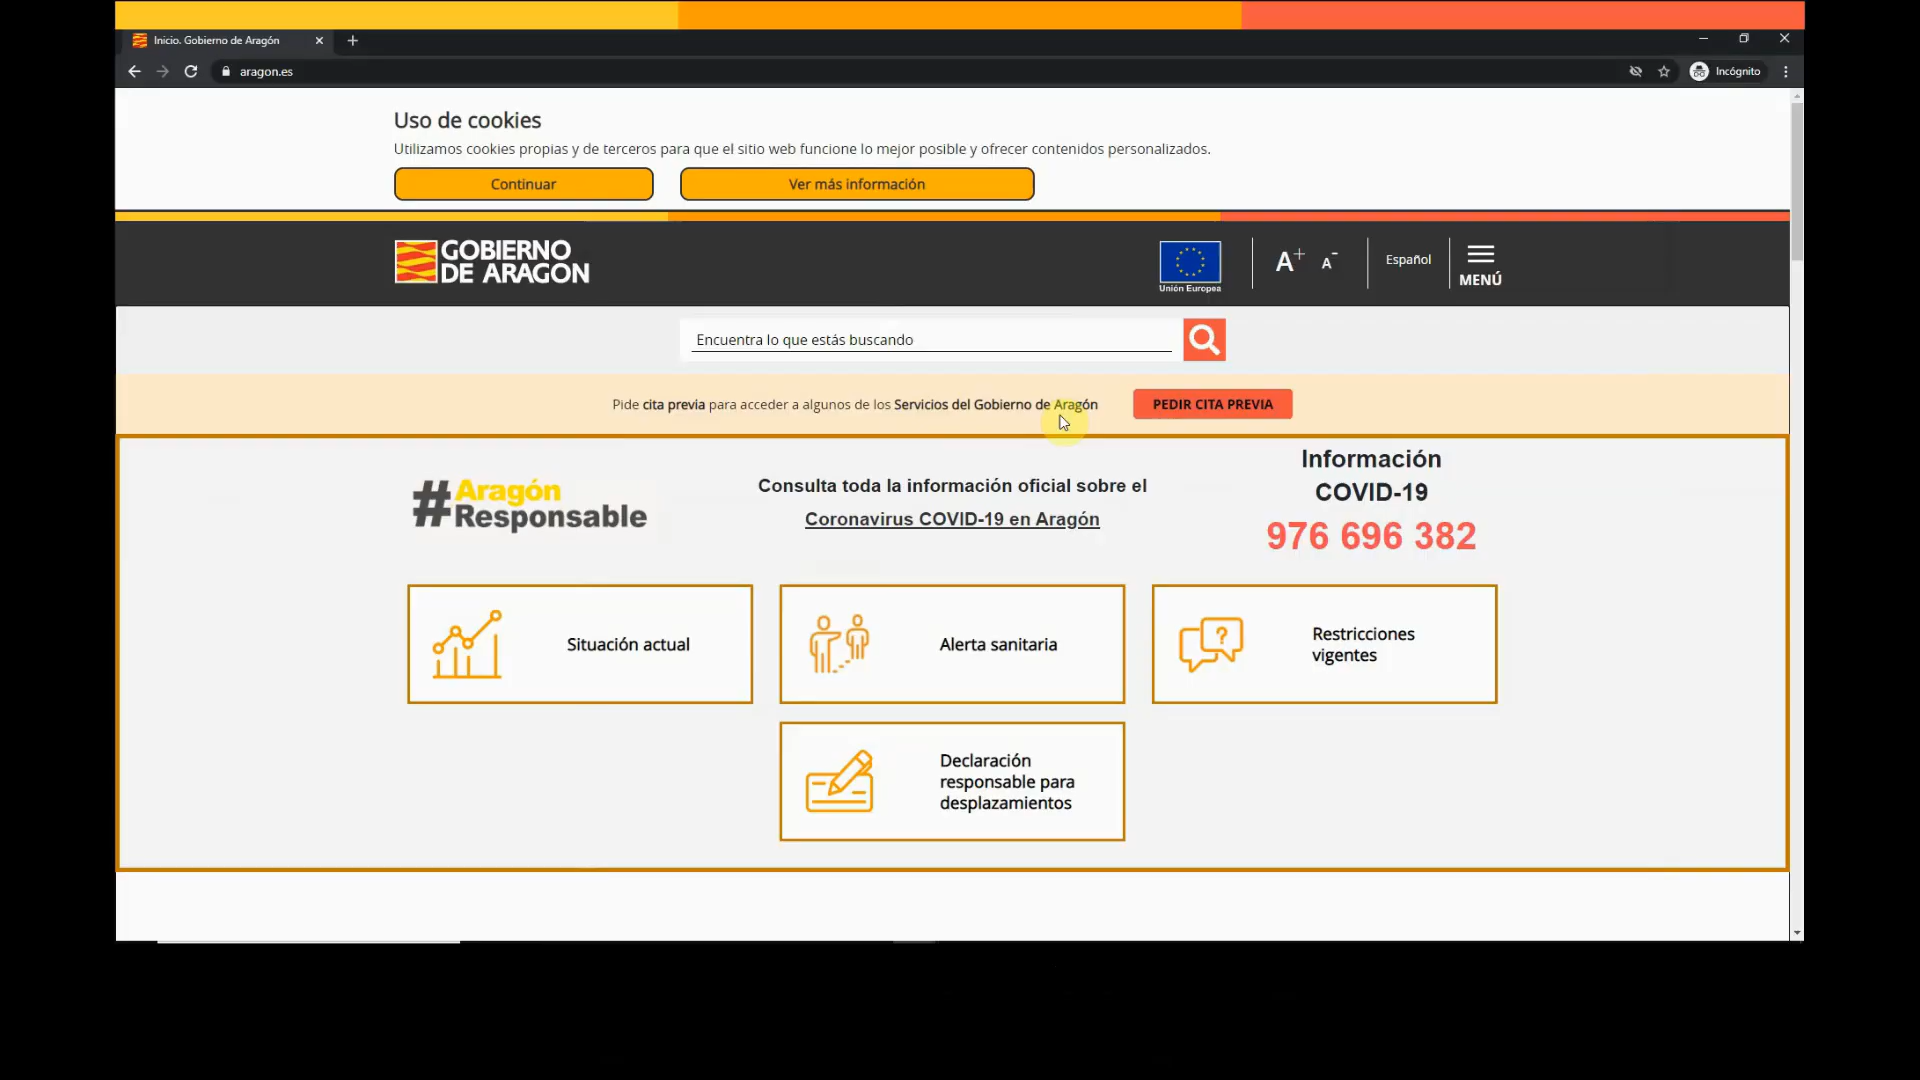 Inicio. Gobierno de Aragón
aragon.es
Incógnito
Uso de cookies
Utilizamos cookies propias y de terceros para que el sitio web funcione lo mejor posible y ofrecer contenidos personalizados.
Continuar
Ver más información
GOBIERNO
DE ARAGON
Unión Europea
A+ A-
Español
MENÚ
Encuentra lo que estás buscando
Pide cita previa para acceder a algunos de los Servicios del Gobierno de Aragón
PEDIR CITA PREVIA
#Aragón
Responsable
Consulta toda la información oficial sobre el
Coronavirus COVID-19 en Aragón
Información
COVID-19
976 696 382
Situación actual
Alerta sanitaria
Restricciones
vigentes
Declaración
responsable para
desplazamientos